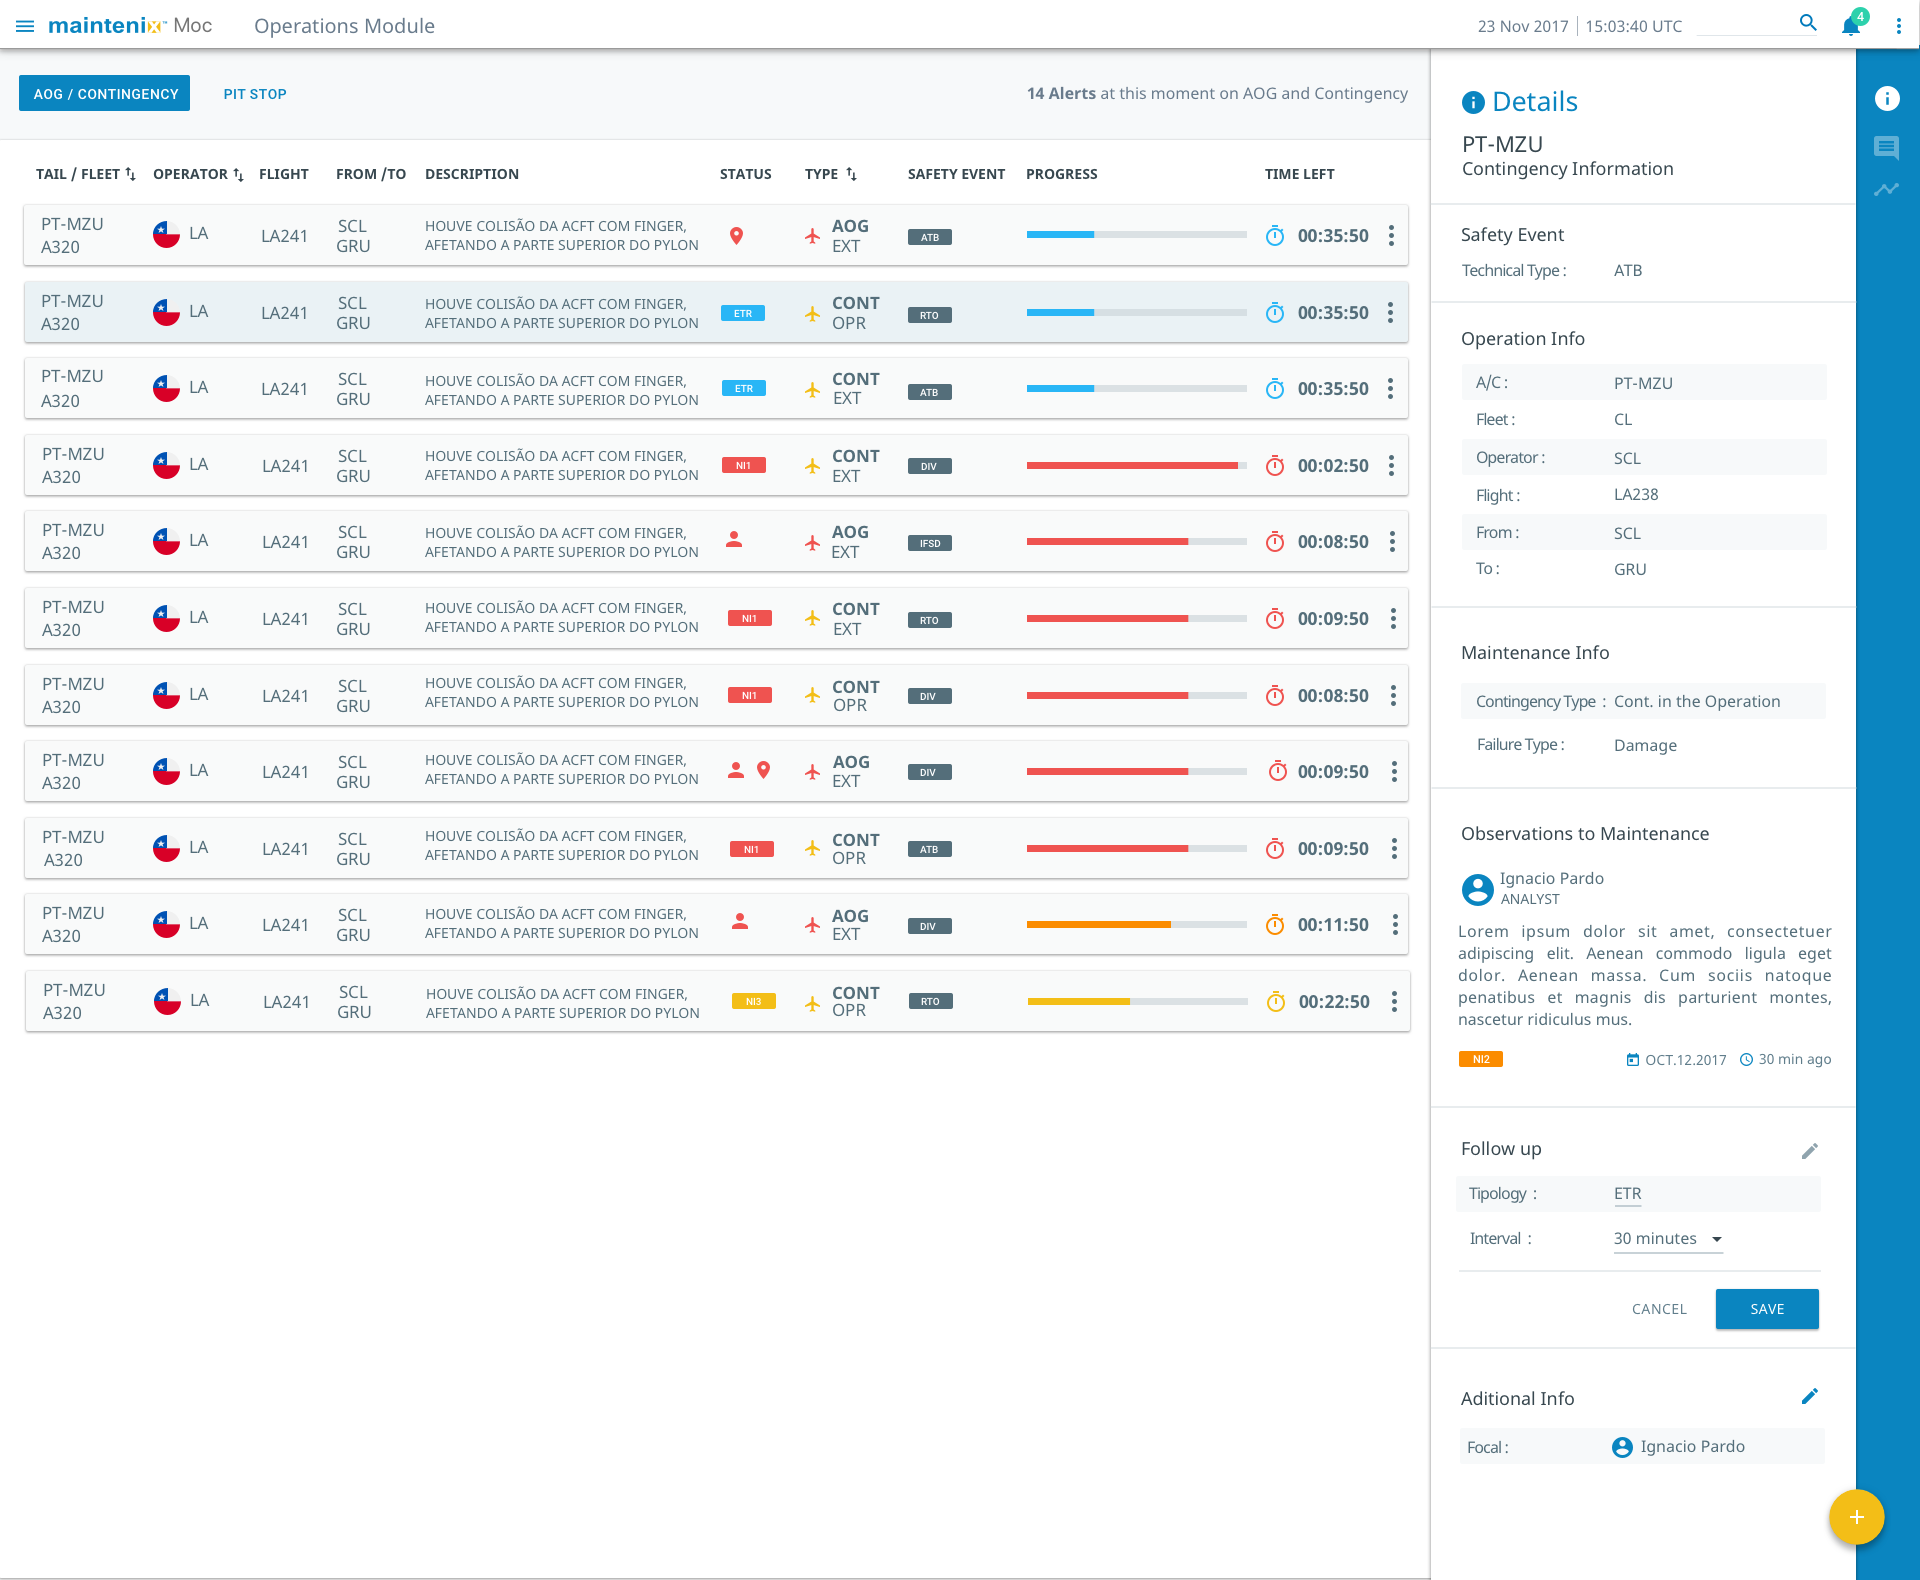 maintenix™ Moc
Operations Module
23 Nov 2017 | 15:03:40 UTC
4
AOG / CONTINGENCY
PIT STOP
14 Alerts at this moment on AOG and Contingency
TAIL / FLEET OPERATOR FLIGHT FROM /TO DESCRIPTION STATUS TYPE SAFETY EVENT PROGRESS TIME LEFT
PT-MZU LA LA241 SCL HOUVE COLISÃO DA ACFT COM FINGER, AOG ATB 00:35:50
A320 GRU AFETANDO A PARTE SUPERIOR DO PYLON EXT
PT-MZU LA LA241 SCL HOUVE COLISÃO DA ACFT COM FINGER, ETR CONT RTO 00:35:50
A320 GRU AFETANDO A PARTE SUPERIOR DO PYLON OPR
PT-MZU LA LA241 SCL HOUVE COLISÃO DA ACFT COM FINGER, ETR CONT ATB 00:35:50
A320 GRU AFETANDO A PARTE SUPERIOR DO PYLON EXT
PT-MZU LA LA241 SCL HOUVE COLISÃO DA ACFT COM FINGER, NI1 CONT DIV 00:02:50
A320 GRU AFETANDO A PARTE SUPERIOR DO PYLON EXT
PT-MZU LA LA241 SCL HOUVE COLISÃO DA ACFT COM FINGER, AOG IFSD 00:08:50
A320 GRU AFETANDO A PARTE SUPERIOR DO PYLON EXT
PT-MZU LA LA241 SCL HOUVE COLISÃO DA ACFT COM FINGER, NI1 CONT RTO 00:09:50
A320 GRU AFETANDO A PARTE SUPERIOR DO PYLON EXT
PT-MZU LA LA241 SCL HOUVE COLISÃO DA ACFT COM FINGER, NI1 CONT DIV 00:08:50
A320 GRU AFETANDO A PARTE SUPERIOR DO PYLON OPR
PT-MZU LA LA241 SCL HOUVE COLISÃO DA ACFT COM FINGER, AOG DIV 00:09:50
A320 GRU AFETANDO A PARTE SUPERIOR DO PYLON EXT
PT-MZU LA LA241 SCL HOUVE COLISÃO DA ACFT COM FINGER, NI1 CONT ATB 00:09:50
A320 GRU AFETANDO A PARTE SUPERIOR DO PYLON OPR
PT-MZU LA LA241 SCL HOUVE COLISÃO DA ACFT COM FINGER, AOG DIV 00:11:50
A320 GRU AFETANDO A PARTE SUPERIOR DO PYLON EXT
PT-MZU LA LA241 SCL HOUVE COLISÃO DA ACFT COM FINGER, NI3 CONT RTO 00:22:50
A320 GRU AFETANDO A PARTE SUPERIOR DO PYLON OPR
Details
PT-MZU
Contingency Information
Safety Event
Technical Type : ATB
Operation Info
A/C : PT-MZU
Fleet : CL
Operator : SCL
Flight : LA238
From : SCL
To : GRU
Maintenance Info
Contingency Type : Cont. in the Operation
Failure Type : Damage
Observations to Maintenance
Ignacio Pardo
ANALYST
Lorem ipsum dolor sit amet, consectetuer
adipiscing elit. Aenean commodo ligula eget
dolor. Aenean massa. Cum sociis natoque
penatibus et magnis dis parturient montes,
nascetur ridiculus mus.
NI2 OCT.12.2017 30 min ago
Follow up
Tipology : ETR
Interval : 30 minutes
CANCEL SAVE
Aditional Info
Focal : Ignacio Pardo